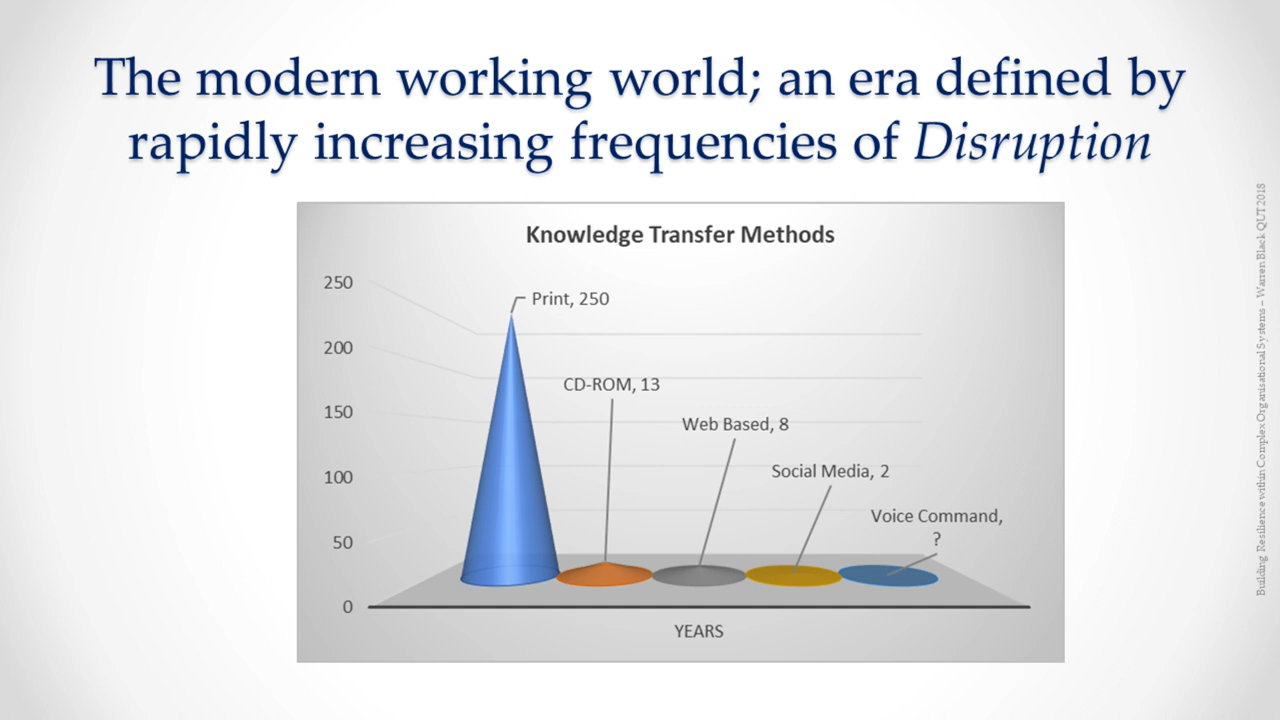 The modern working world; an era defined by
rapidly increasing frequencies of Disruption
Knowledge Transfer Methods
250
200
150
100
50
0
Print, 250
CD-ROM, 13
Web Based, 8
Social Media, 2
Voice Command,
?
YEARS
Building Resilience within Complex Organisational Systems – Warren Black QUT 2018